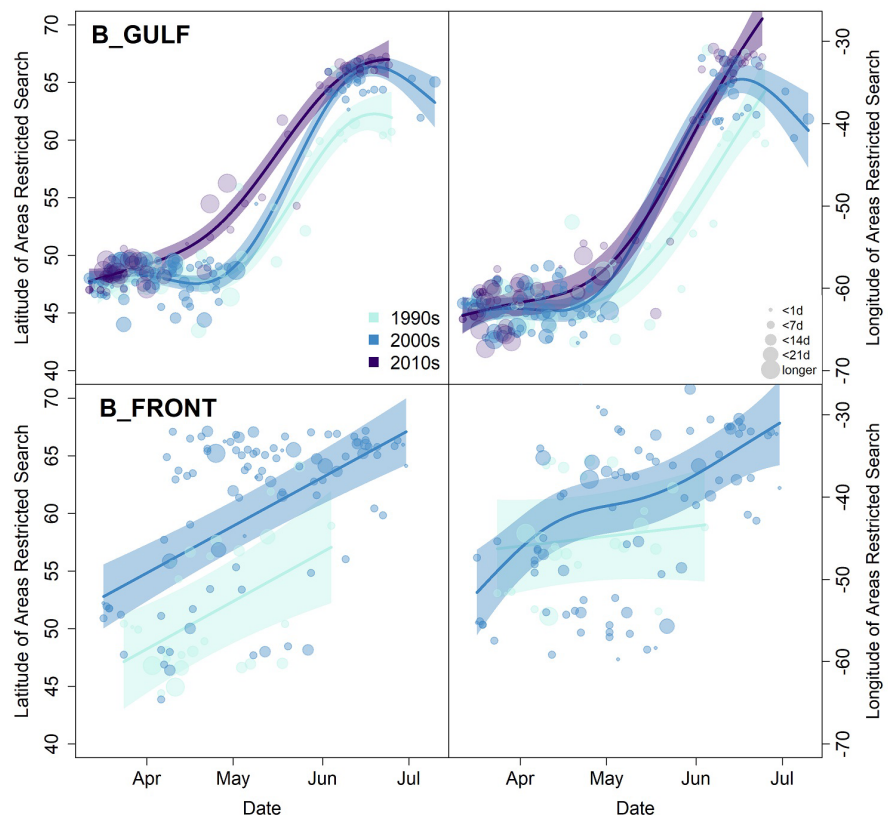 B_GULF
Latitude of Areas Restricted Search
70
65
60
55
50
45
40
1990s
2000s
2010s
Longitude of Areas Restricted Search
-30
-40
-50
-60
-70
<1d
<7d
<14d
<21d
longer
B_FRONT
Latitude of Areas Restricted Search
70
65
60
55
50
45
40
Apr May Jun Jul
Date
Longitude of Areas Restricted Search
-30
-40
-50
-60
-70
Apr May Jun Jul
Date